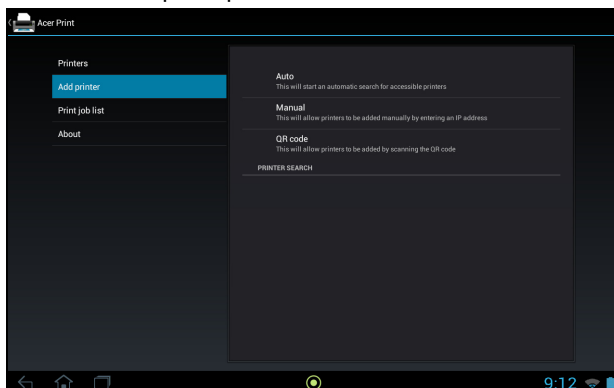 Acer Print
Printers
Add printer
Print job list
About
Auto
This will start an automatic search for accessible printers
Manual
This will allow printers to be added manually by entering an IP address
QR code
This will allow printers to be added by scanning the QR code
PRINTER SEARCH
9:12